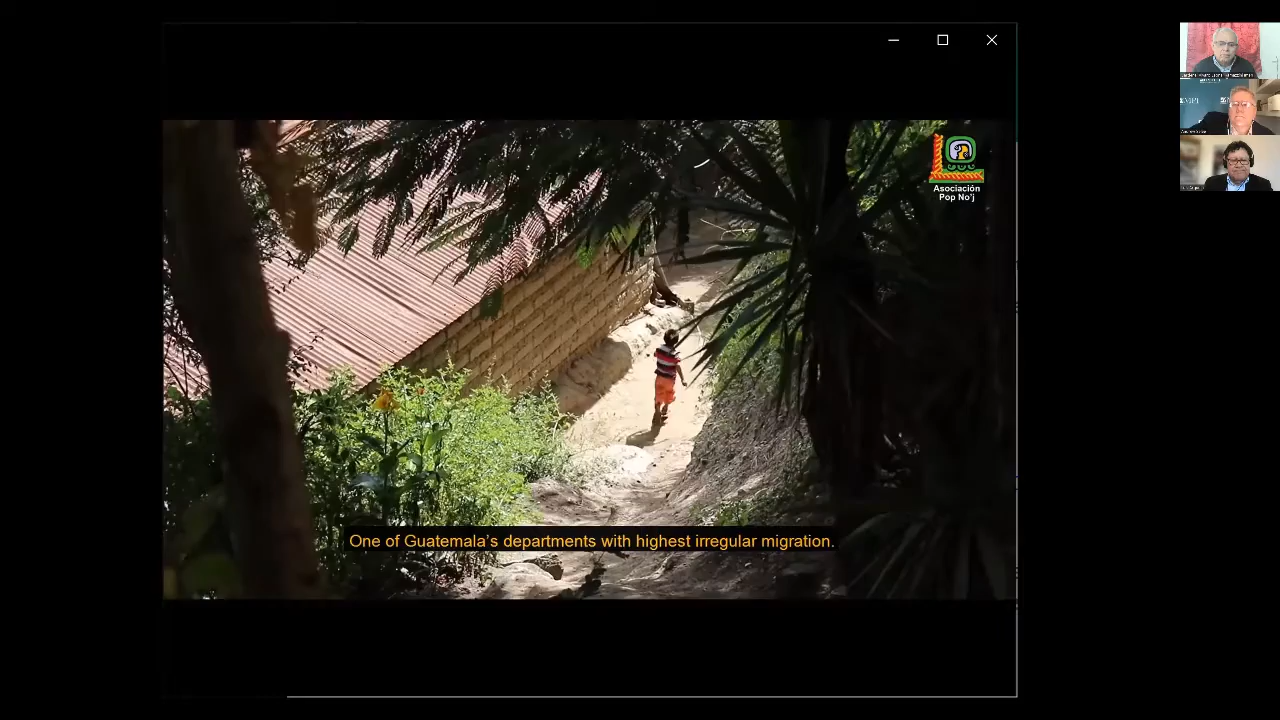 Asociación
Pop No'j
One of Guatemala's departments with highest irregular migration.